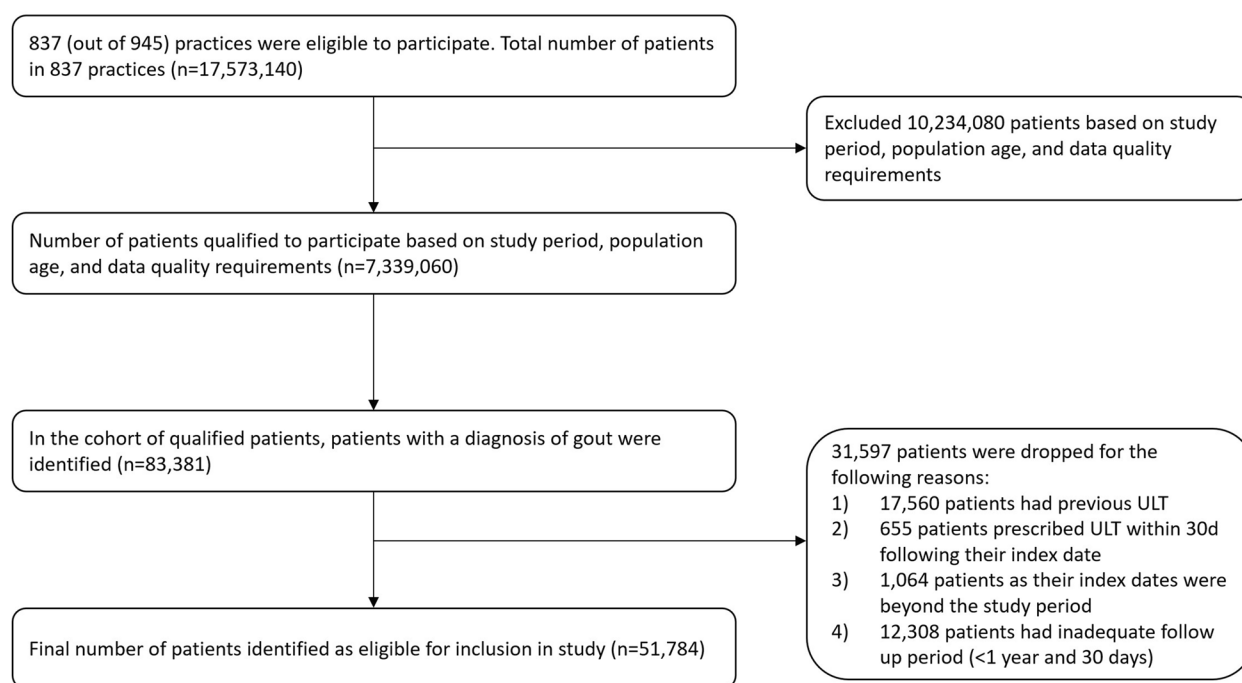 837 (out of 945) practices were eligible to participate. Total number of patients
in 837 practices (n=17,573,140)
Excluded 10,234,080 patients based on study
period, population age, and data quality
requirements
Number of patients qualified to participate based on study period, population
age, and data quality requirements (n=7,339,060)
In the cohort of qualified patients, patients with a diagnosis of gout were
identified (n=83,381)
31,597 patients were dropped for the
following reasons:
1) 17,560 patients had previous ULT
2) 655 patients prescribed ULT within 30d
following their index date
3) 1,064 patients as their index dates were
beyond the study period
4) 12,308 patients had inadequate follow
up period (<1 year and 30 days)
Final number of patients identified as eligible for inclusion in study (n=51,784)